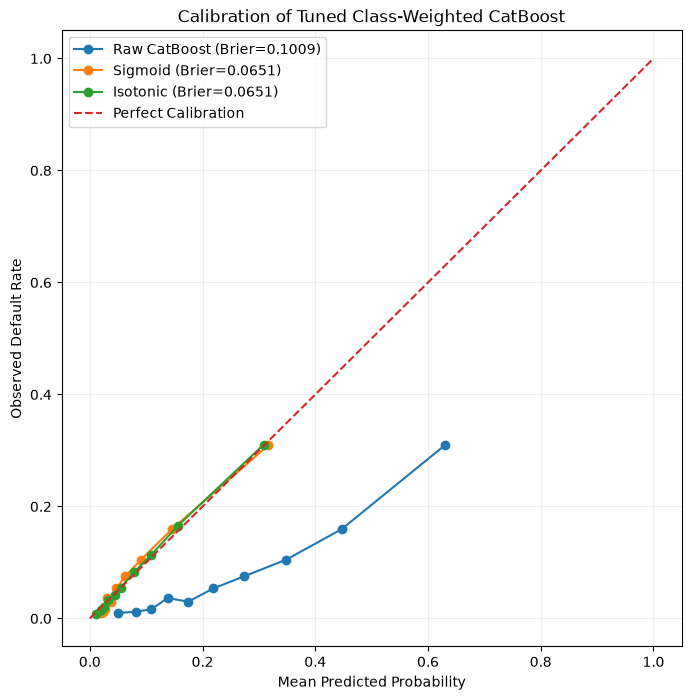 Calibration of Tuned Class-Weighted CatBoost
Raw CatBoost (Brier=0.1009)
Sigmoid (Brier=0.0651)
Isotonic (Brier=0.0651)
Perfect Calibration
1.0
0.8
0.6
0.4
0.2
0.0
Observed Default Rate
0.0 0.2 0.4 0.6 0.8 1.0
Mean Predicted Probability